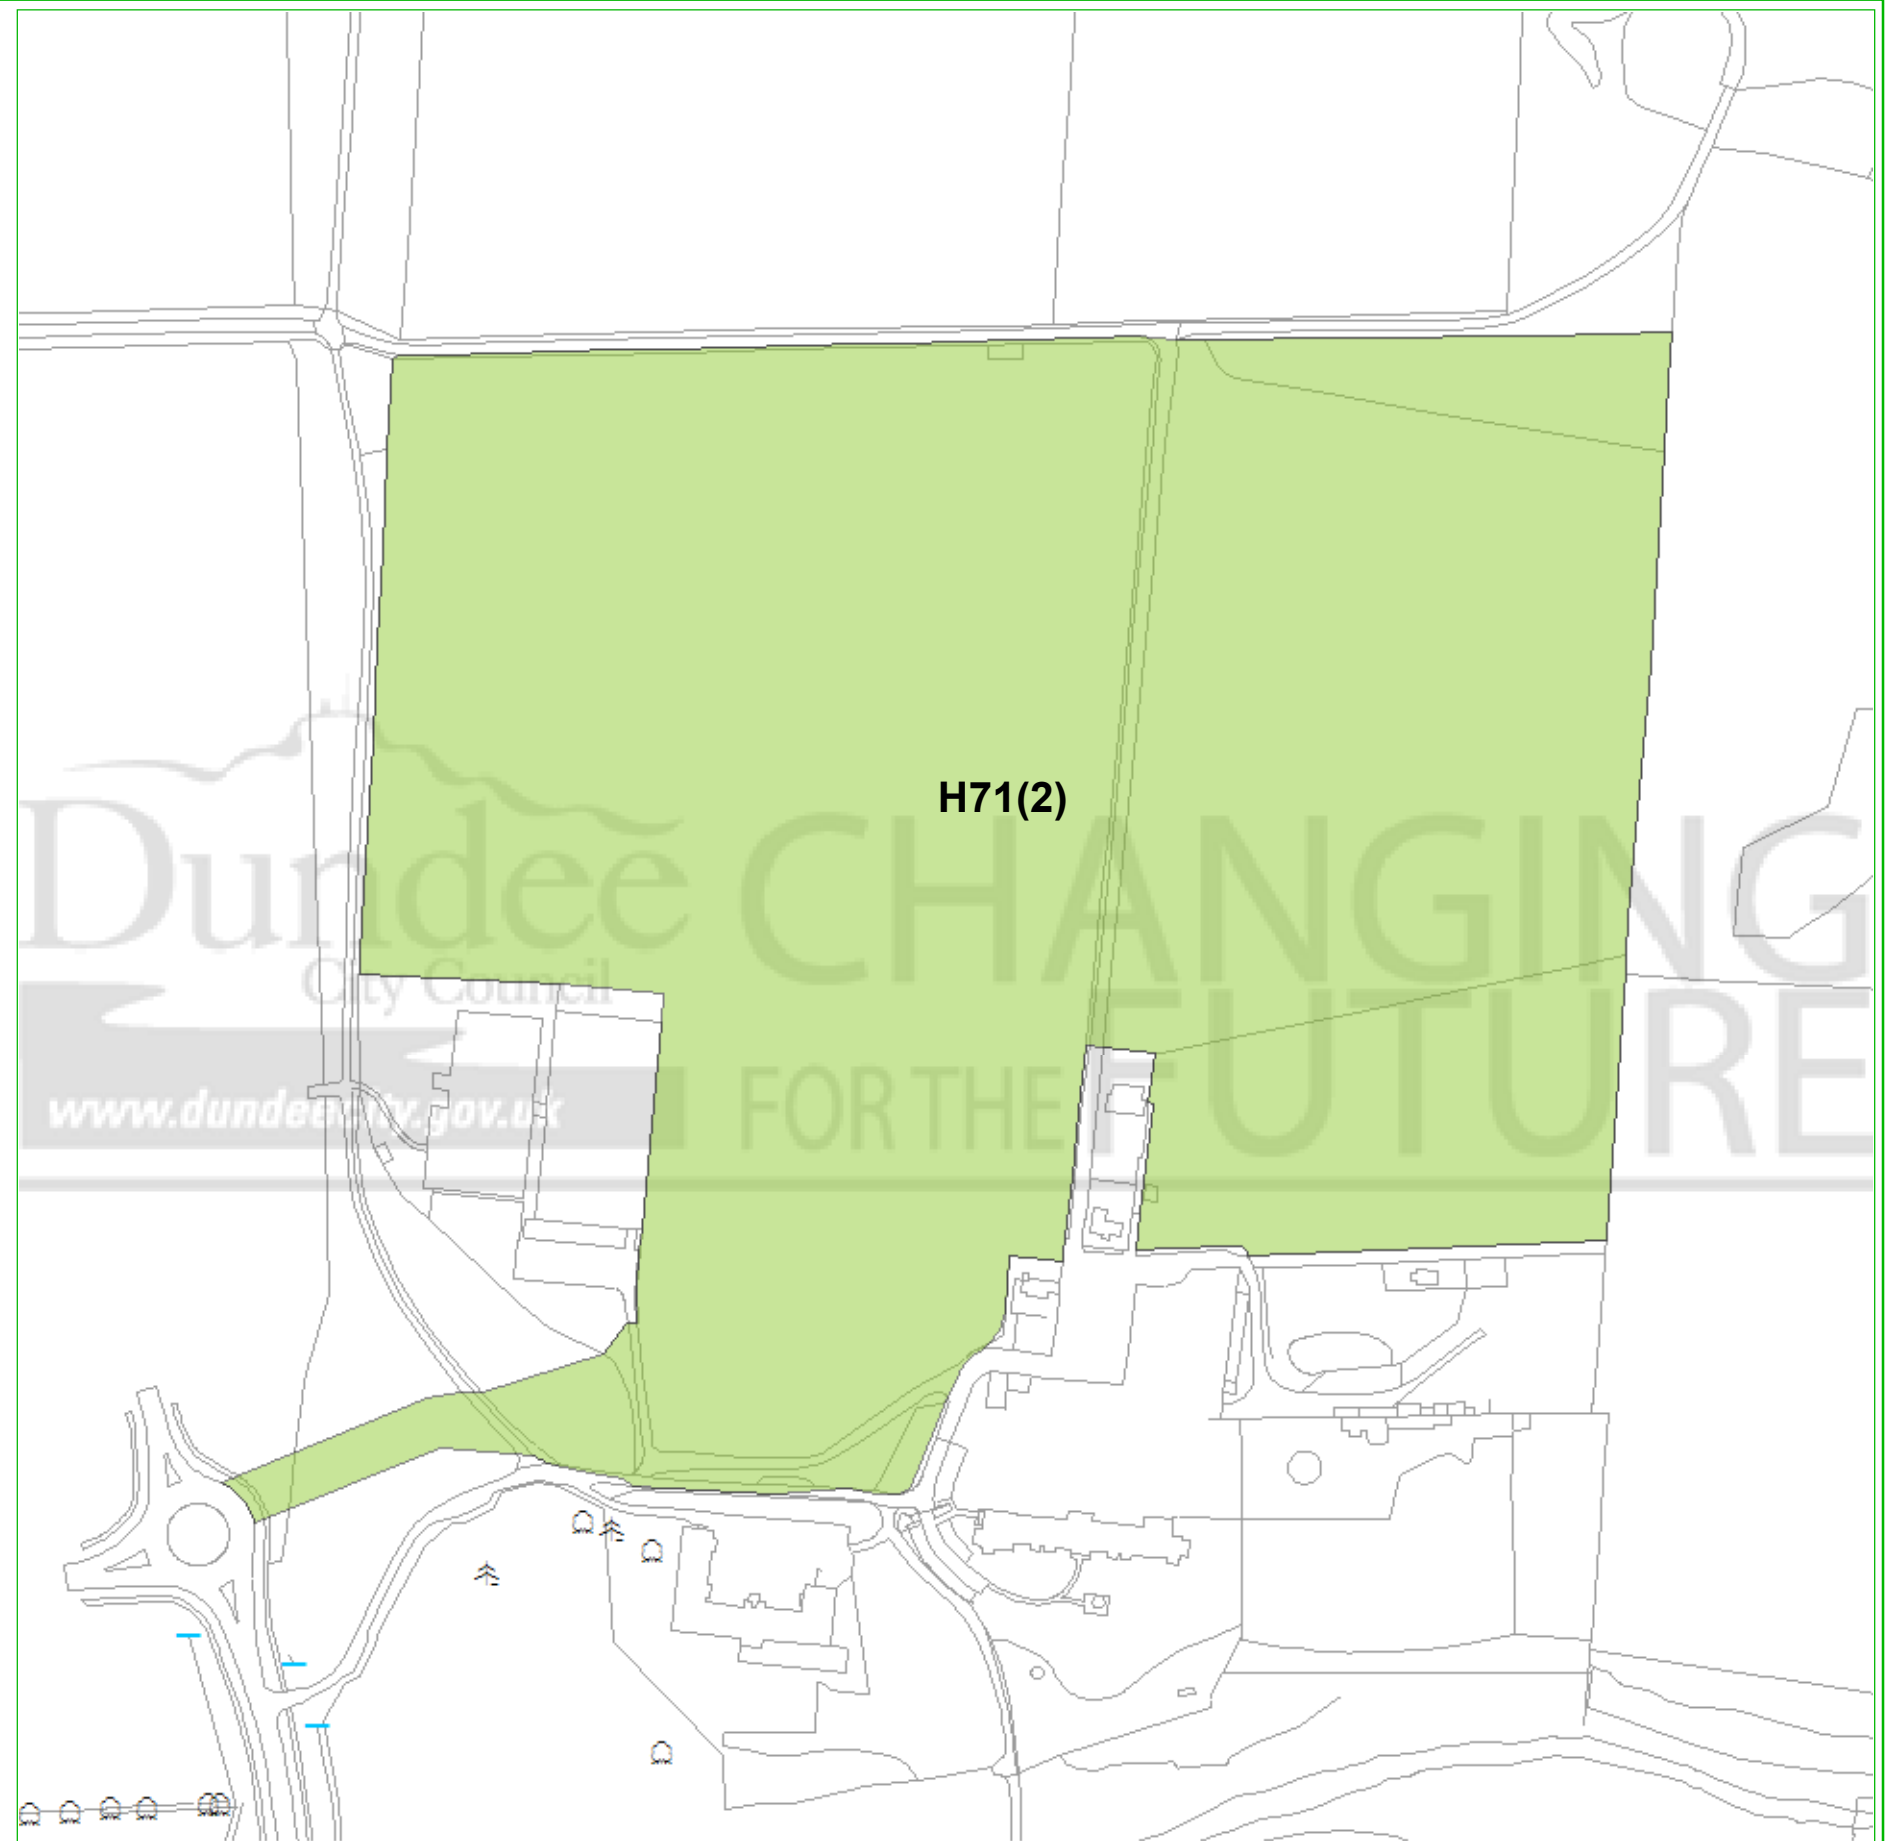 H71(2)
Dundee
City Council
www.dundeecity.gov.uk
CHANGING
FOR THE FUTURE